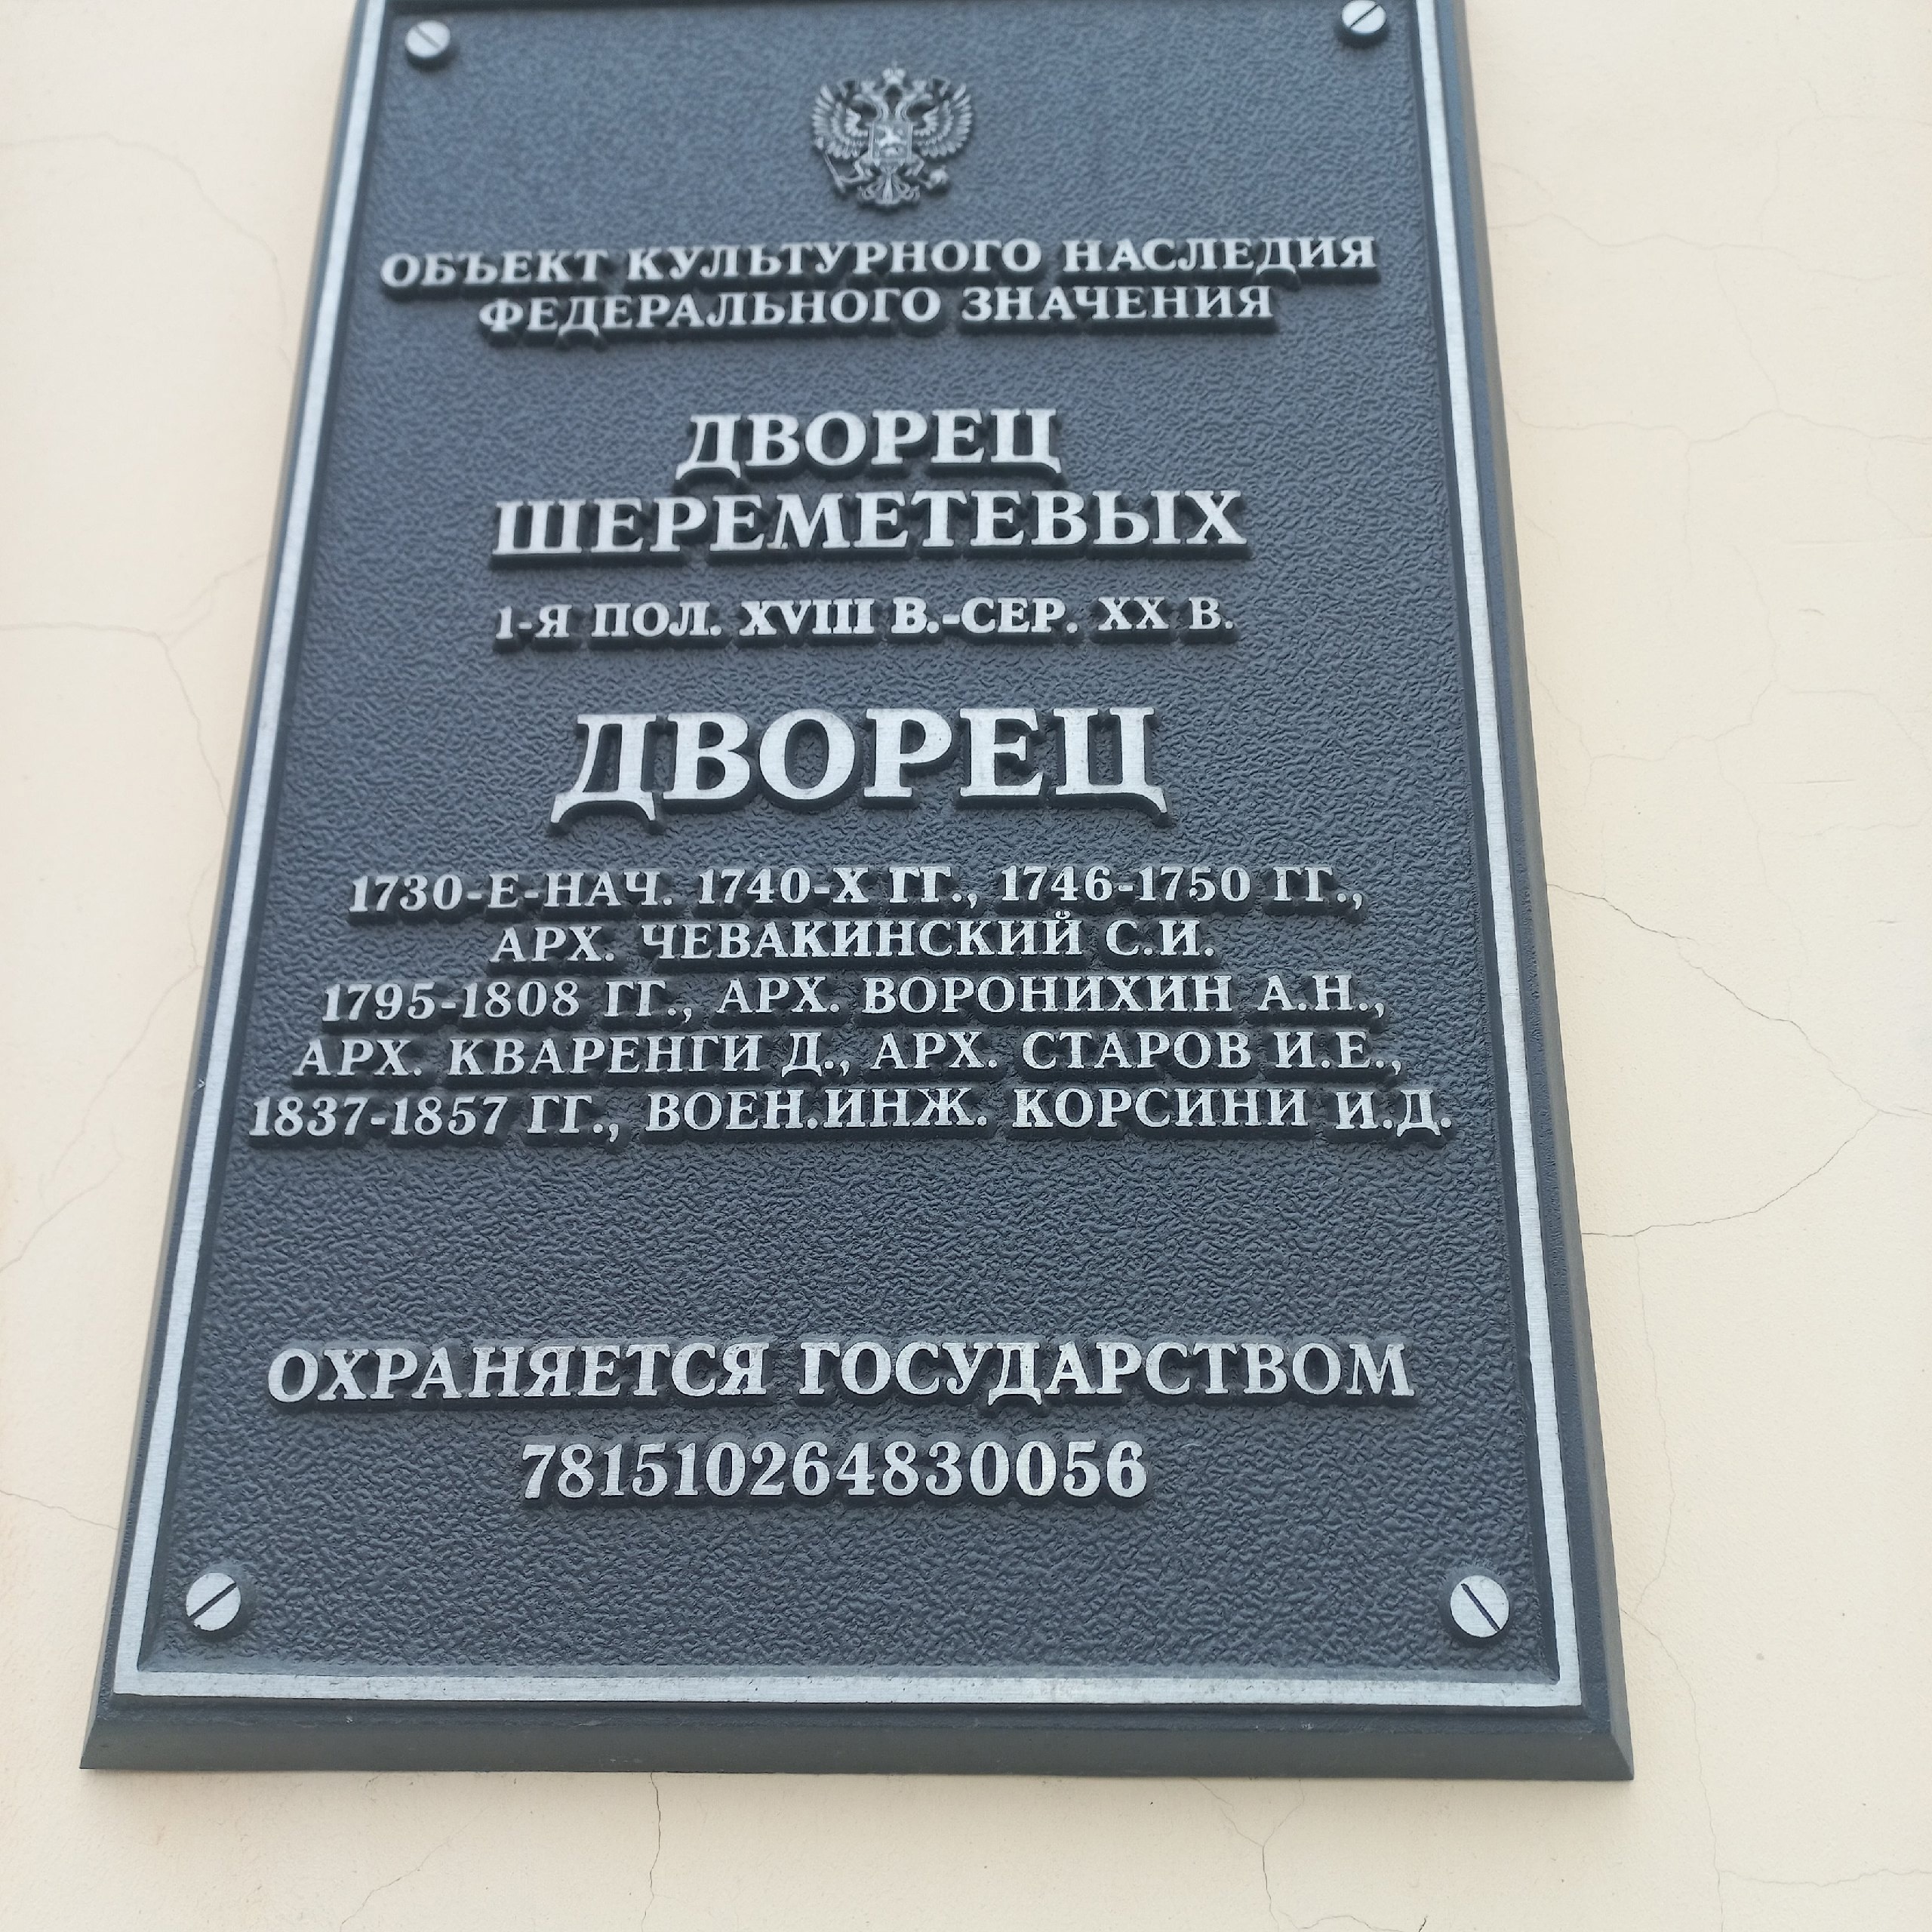 ОБЪЕКТ КУЛЬТУРНОГО НАСЛЕДИЯ
ФЕДЕРАЛЬНОГО ЗНАЧЕНИЯ
ДВОРЕЦ
ШЕРЕМЕТЕВЫХ
1-Я ПОЛ. XVIII В.-СЕР. XX В.
ДВОРЕЦ
1730-Е-НАЧ. 1740-Х ГГ., 1746-1750 ГГ.,
АРХ. ЧЕВАКИНСКИЙ С.И.
1795-1808 ГГ., АРХ. ВОРОНИХИН А.Н.,
АРХ. КВАРЕНГИ Д., АРХ. СТАРОВ И.Е.,
1837-1857 ГГ., ВОЕН.ИНЖ. КОРСИНИ И.Д.
ОХРАНЯЕТСЯ ГОСУДАРСТВОМ
781510264830056